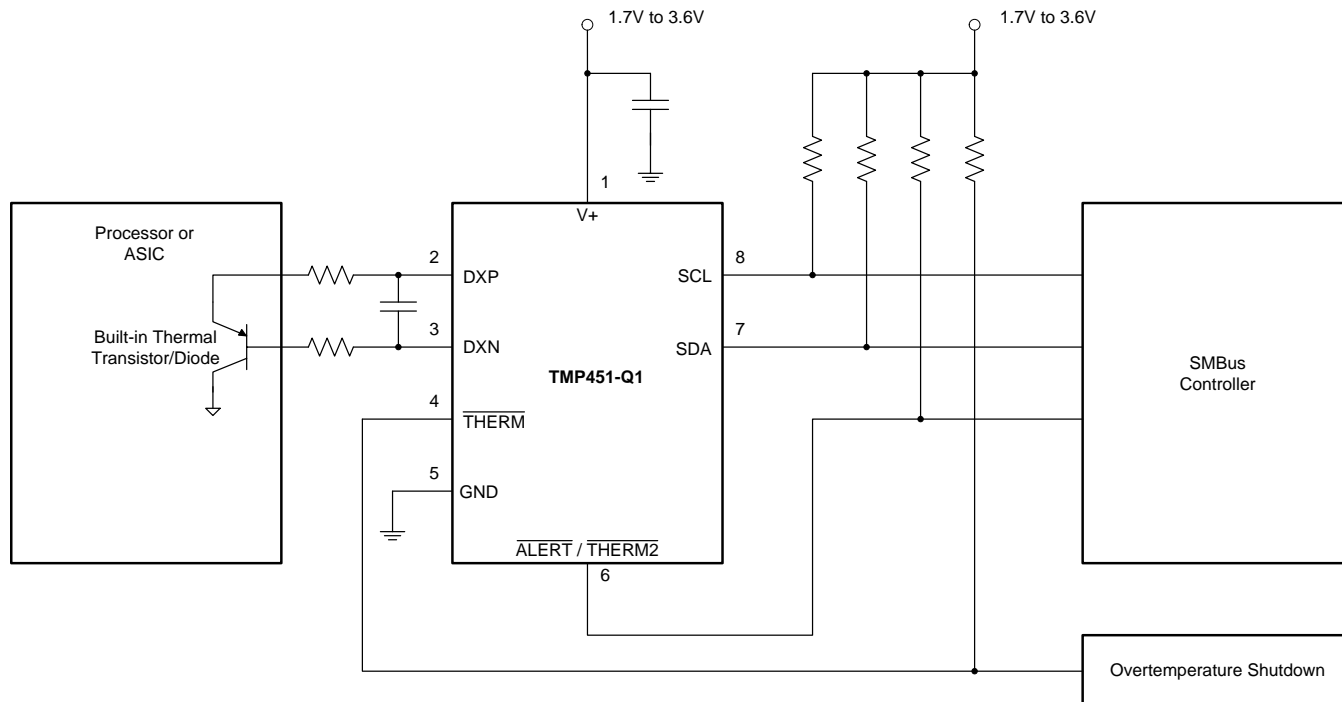 1.7V to 3.6V
1.7V to 3.6V
1
V+
Processor or
ASIC
Built-in Thermal
Transistor/Diode
2
DXP
3
DXN
4
THERM
5
GND
TMP451-Q1
ALERT / THERM2
6
8
SCL
7
SDA
SMBus
Controller
Overtemperature Shutdown